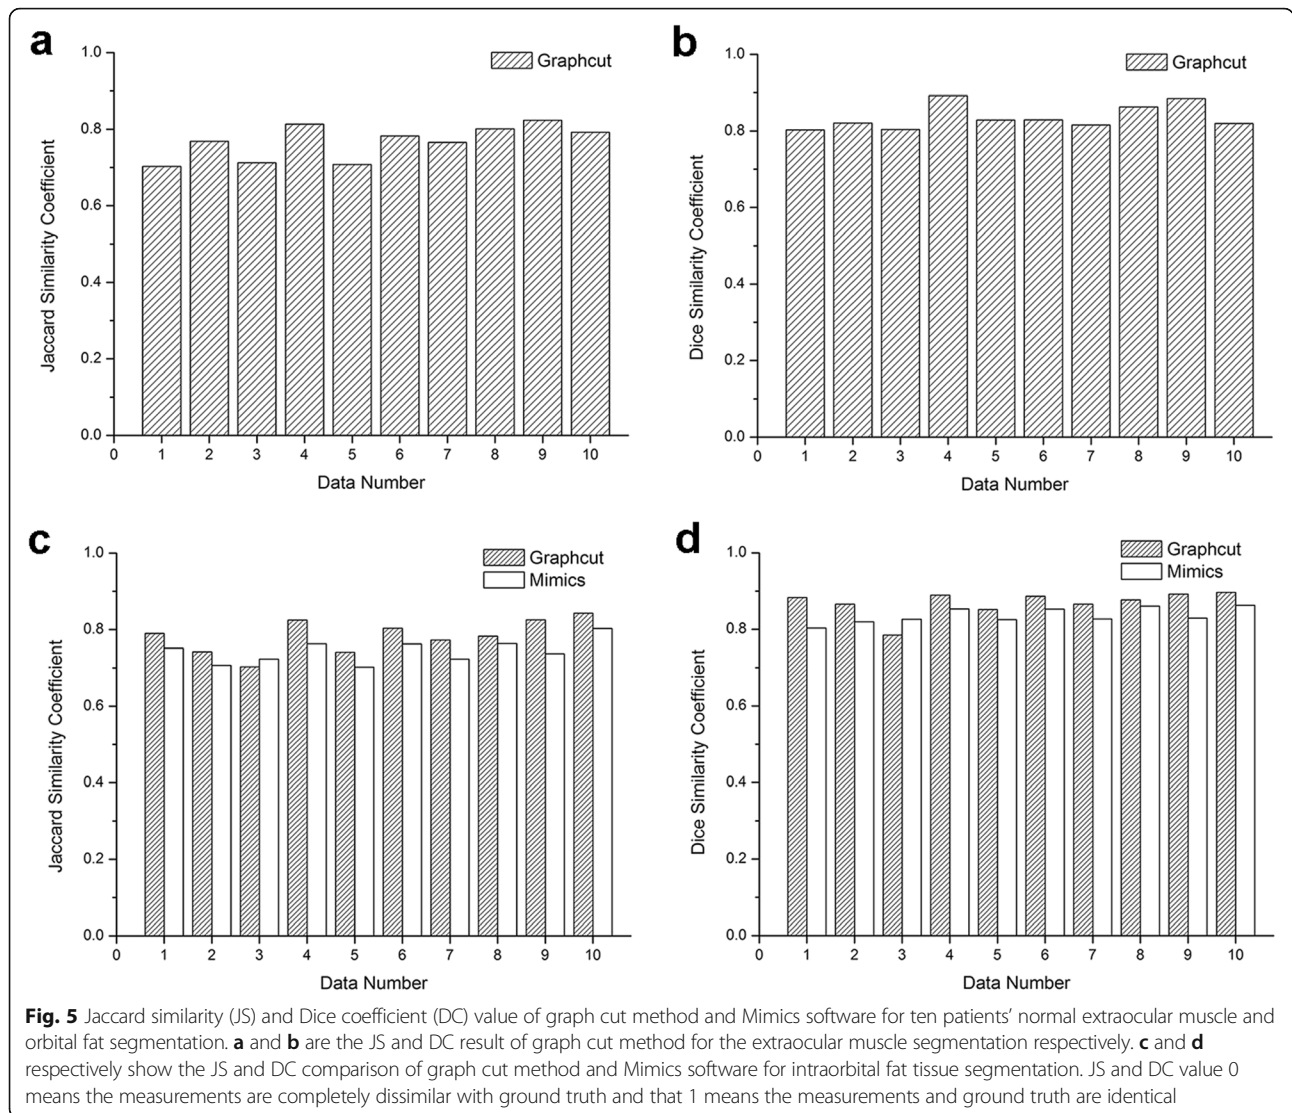 a
1.0
0.8
0.6
0.4
0.2
0.0
Jaccard Similarity Coefficient
Graphcut
0 1 2 3 4 5 6 7 8 9 10
Data Number
b
1.0
0.8
0.6
0.4
0.2
0.0
Dice Similarity Coefficient
Graphcut
0 1 2 3 4 5 6 7 8 9 10
Data Number
c
1.0
0.8
0.6
0.4
0.2
0.0
Jaccard Similarity Coefficient
Graphcut
Mimics
0 1 2 3 4 5 6 7 8 9 10
Data Number
d
1.0
0.8
0.6
0.4
0.2
0.0
Dice Similarity Coefficient
Graphcut
Mimics
0 1 2 3 4 5 6 7 8 9 10
Data Number
Fig. 5 Jaccard similarity (JS) and Dice coefficient (DC) value of graph cut method and Mimics software for ten patients’ normal extraocular muscle and
orbital fat segmentation. a and b are the JS and DC result of graph cut method for the extraocular muscle segmentation respectively. c and d
respectively show the JS and DC comparison of graph cut method and Mimics software for intraorbital fat tissue segmentation. JS and DC value 0
means the measurements are completely dissimilar with ground truth and that 1 means the measurements and ground truth are identical